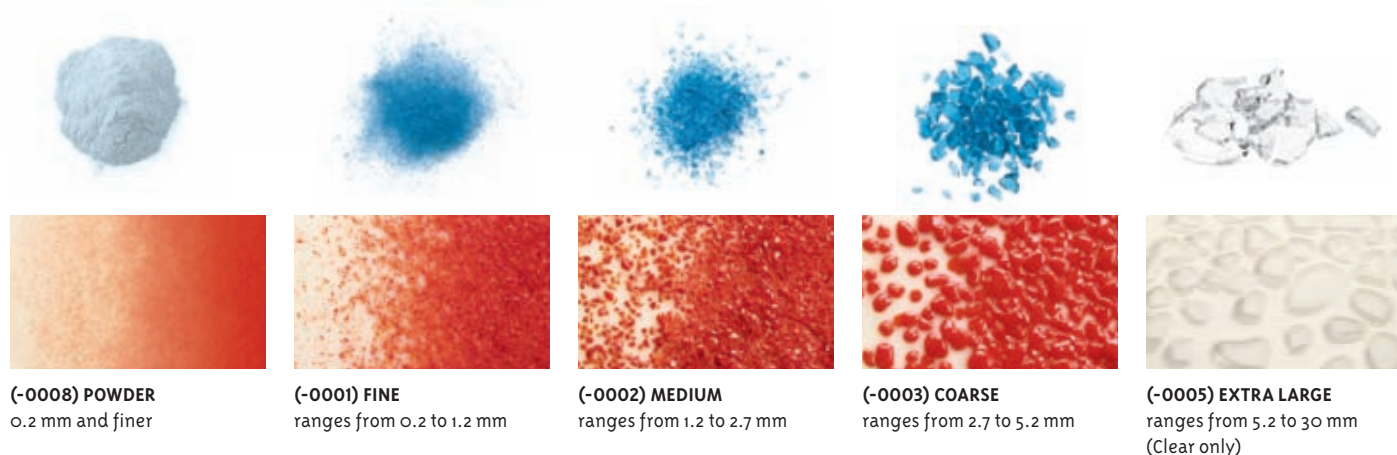 (-0008) POWDER
0.2 mm and finer
(-0001) FINE
ranges from 0.2 to 1.2 mm
(-0002) MEDIUM
ranges from 1.2 to 2.7 mm
(-0003) COARSE
ranges from 2.7 to 5.2 mm
(-0005) EXTRA LARGE
ranges from 5.2 to 30 mm
(Clear only)